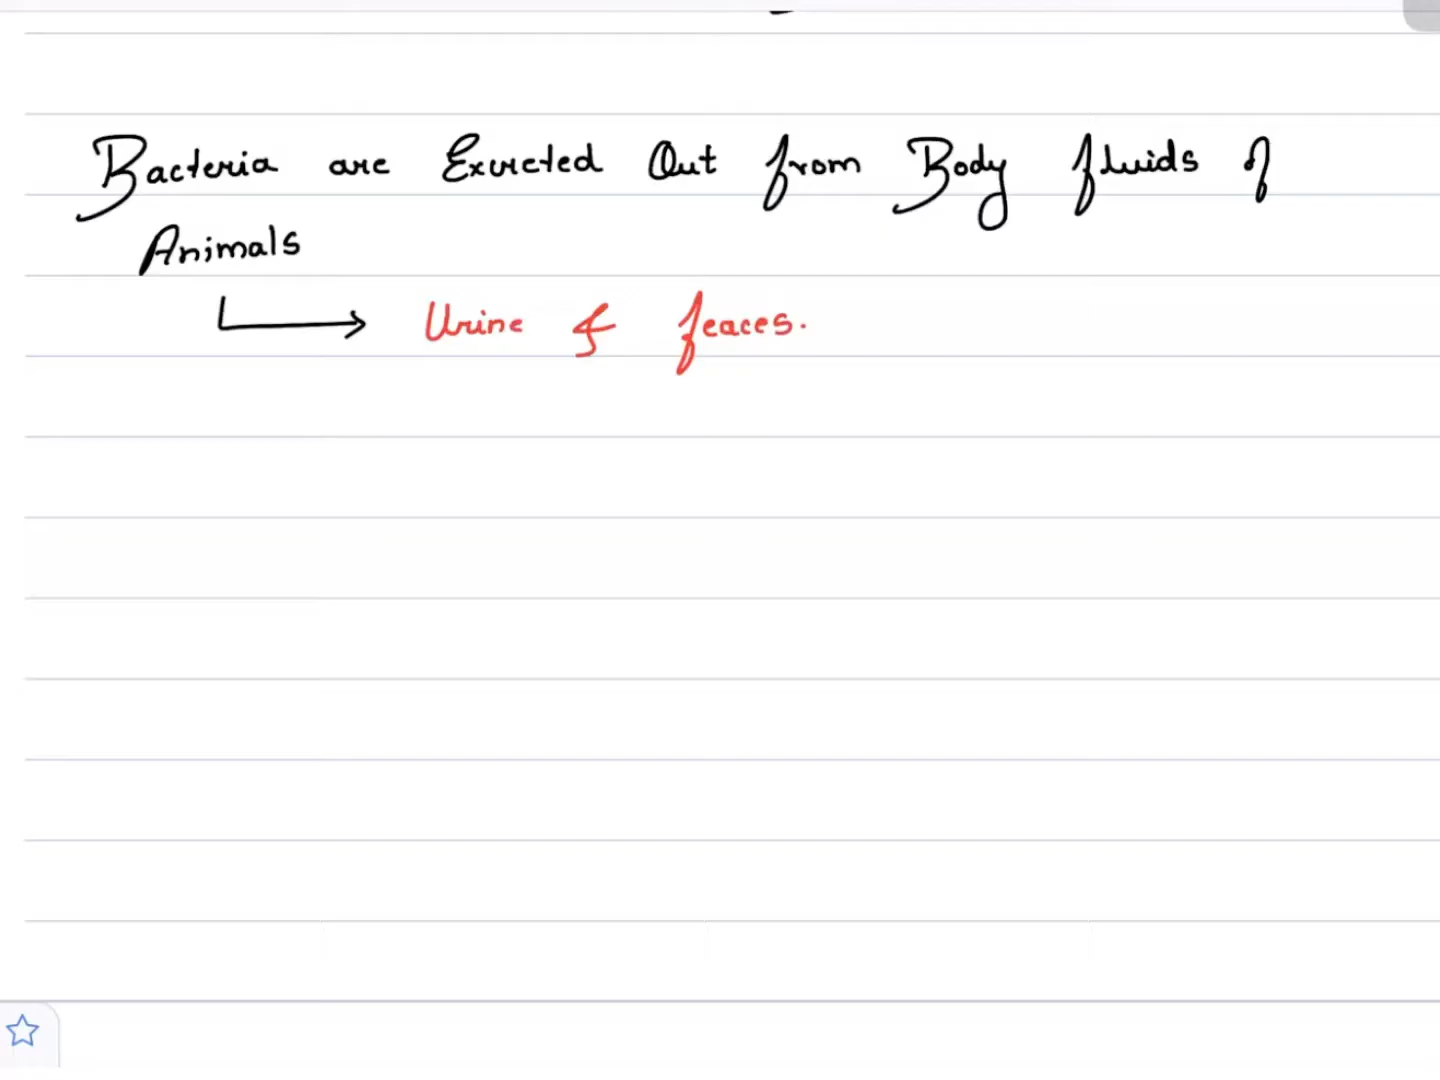 Bacteria are Excreted Out from Body fluids of
Animals
Urine & feaces.